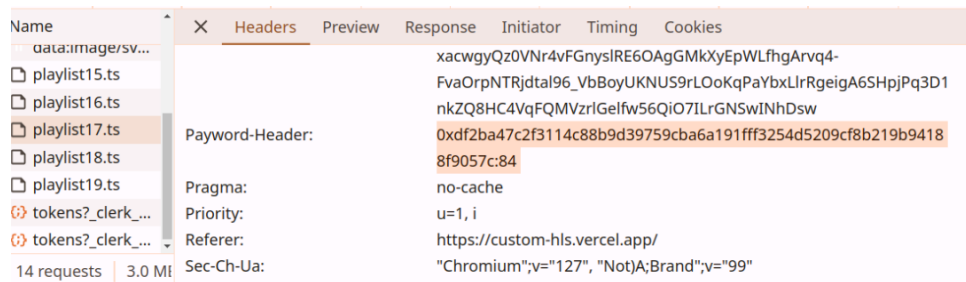 Name
Headers Preview Response Initiator Timing Cookies
data:image/sv...
playlist15.ts
playlist16.ts
playlist17.ts
playlist18.ts
playlist19.ts
tokens?_clerk_...
tokens?_clerk_...
14 requests 3.0 M
xacwgyQz0VNr4vFGnyslRE6OAgGMkXyEpWLfhgArvq4-
FvaOrpNTRjdtal96_VbBoyUKNUS9rLOoKqPaYbxLlrRgeigA6SHpjPq3D1
nkZQ8HC4VqFQMVzrlGelfw56QiO7ILrGNSwINhDsw
Payword-Header: 0xdf2ba47c2f3114c88b9d39759cba6a191fff3254d5209cf8b219b9418
8f9057c:84
Pragma: no-cache
Priority: u=1, i
Referer: https://custom-hls.vercel.app/
Sec-Ch-Ua: "Chromium";v="127", "Not)A;Brand";v="99"